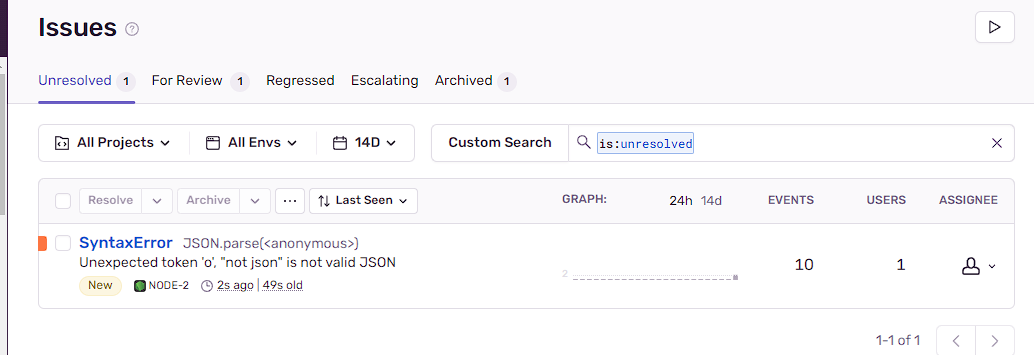 Issues
Unresolved 1 For Review 1 Regressed Escalating Archived 1
All Projects All Envs 14D Custom Search is:unresolved
Resolve Archive ... Last Seen GRAPH: 24h 14d EVENTS USERS ASSIGNEE
SyntaxError JSON.parse(<anonymous>)
Unexpected token 'o', "not json" is not valid JSON
2 10 1
New NODE-2 2s ago | 49s old
1-1 of 1